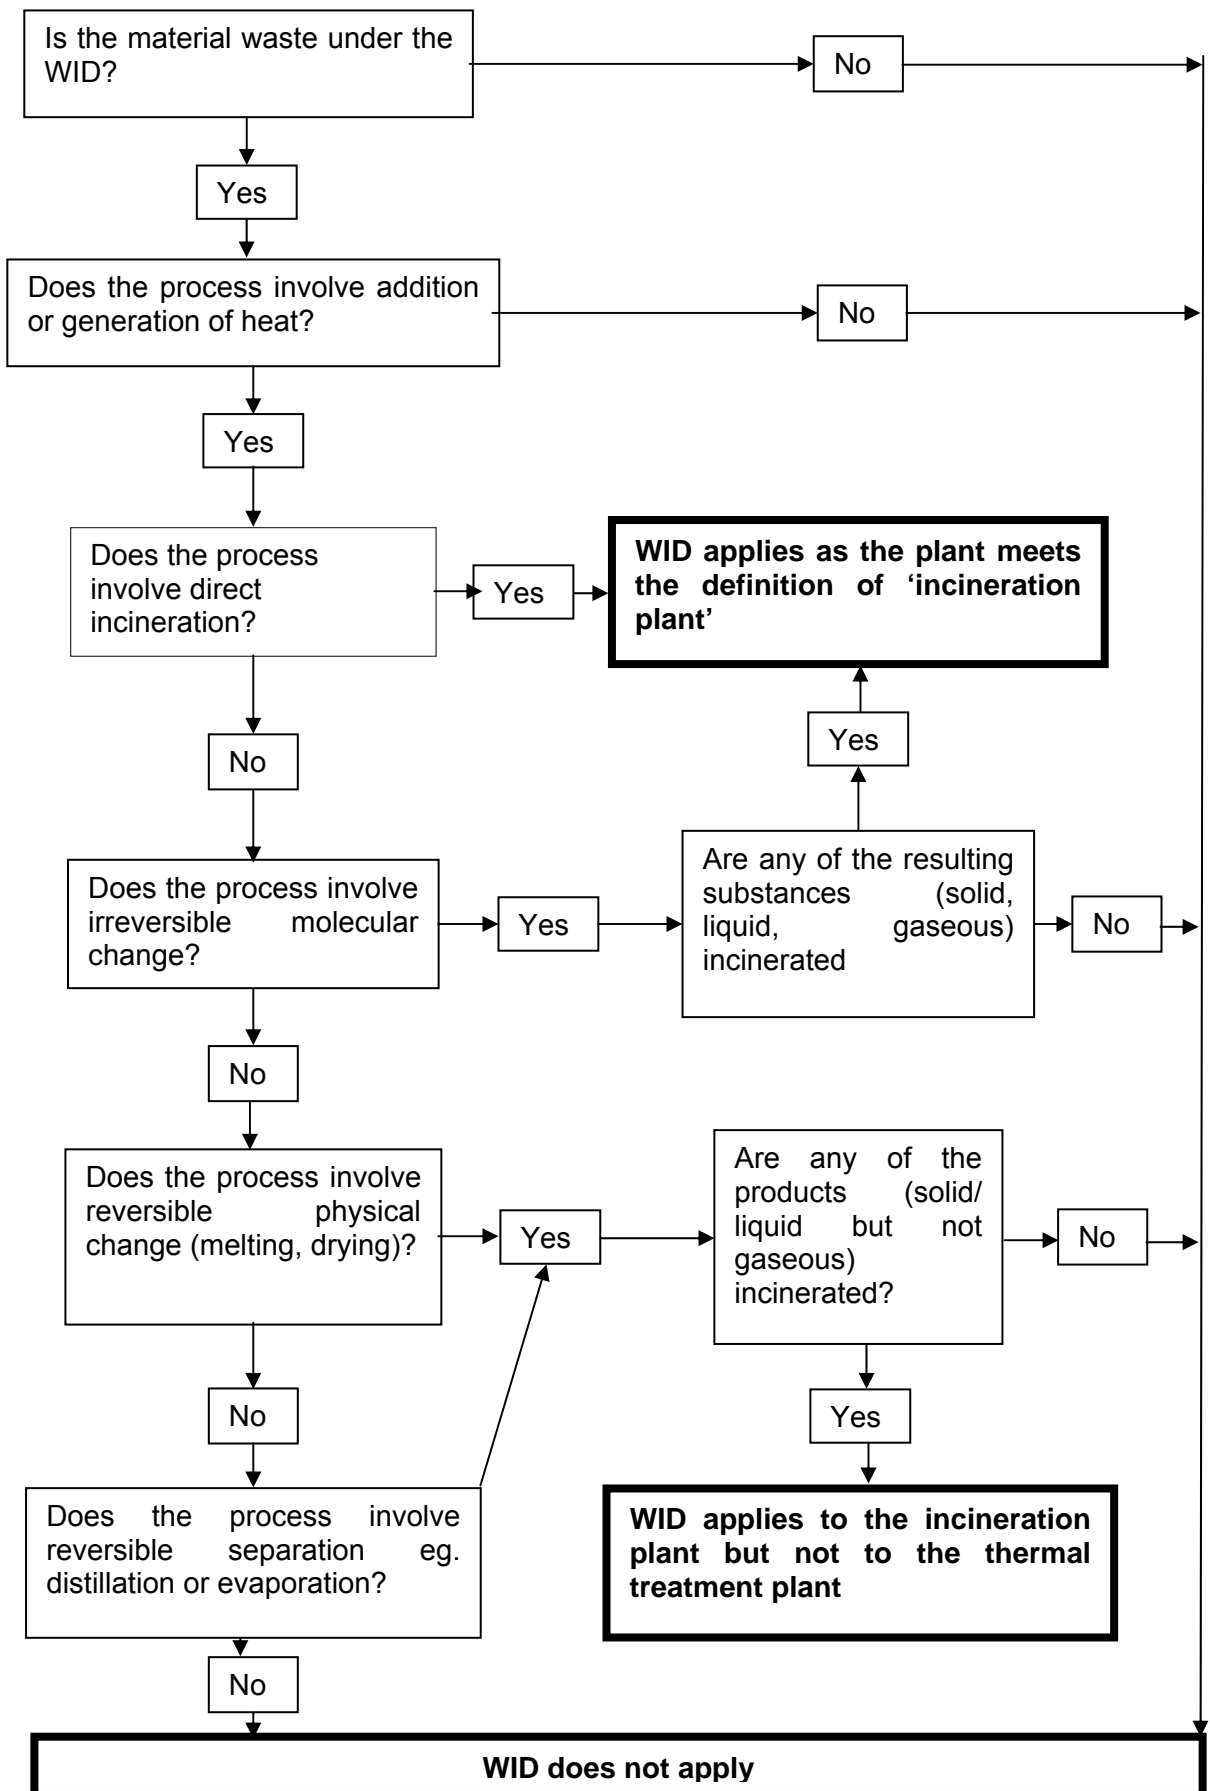 Is the material waste under the
WID?
No
Yes
Does the process involve addition
or generation of heat?
No
Yes
Does the process
involve direct
incineration?
Yes
WID applies as the plant meets
the definition of ‘incineration
plant’
Yes
No
Does the process involve
irreversible molecular
change?
Yes
Are any of the resulting
substances (solid,
liquid, gaseous)
incinerated
No
No
Does the process involve
reversible physical
change (melting, drying)?
Yes
Are any of the
products (solid/
liquid but not
gaseous)
incinerated?
No
Yes
No
Does the process involve
reversible separation eg.
distillation or evaporation?
WID applies to the incineration
plant but not to the thermal
treatment plant
No
WID does not apply